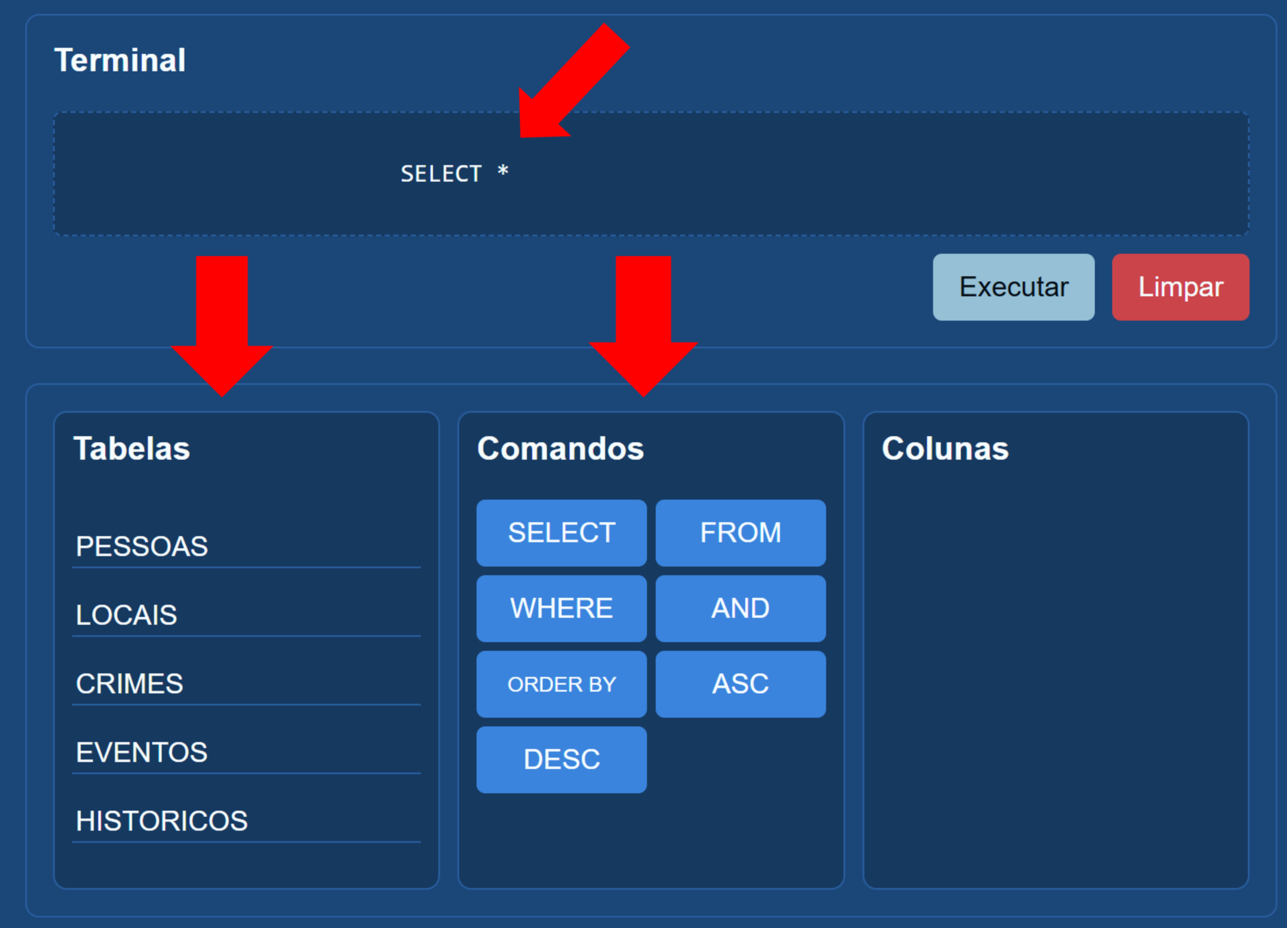 Terminal
SELECT *
Executar
Limpar
Tabelas
PESSOAS
LOCAIS
CRIMES
EVENTOS
HISTORICOS
Comandos
SELECT
FROM
WHERE
AND
ORDER BY
ASC
DESC
Colunas